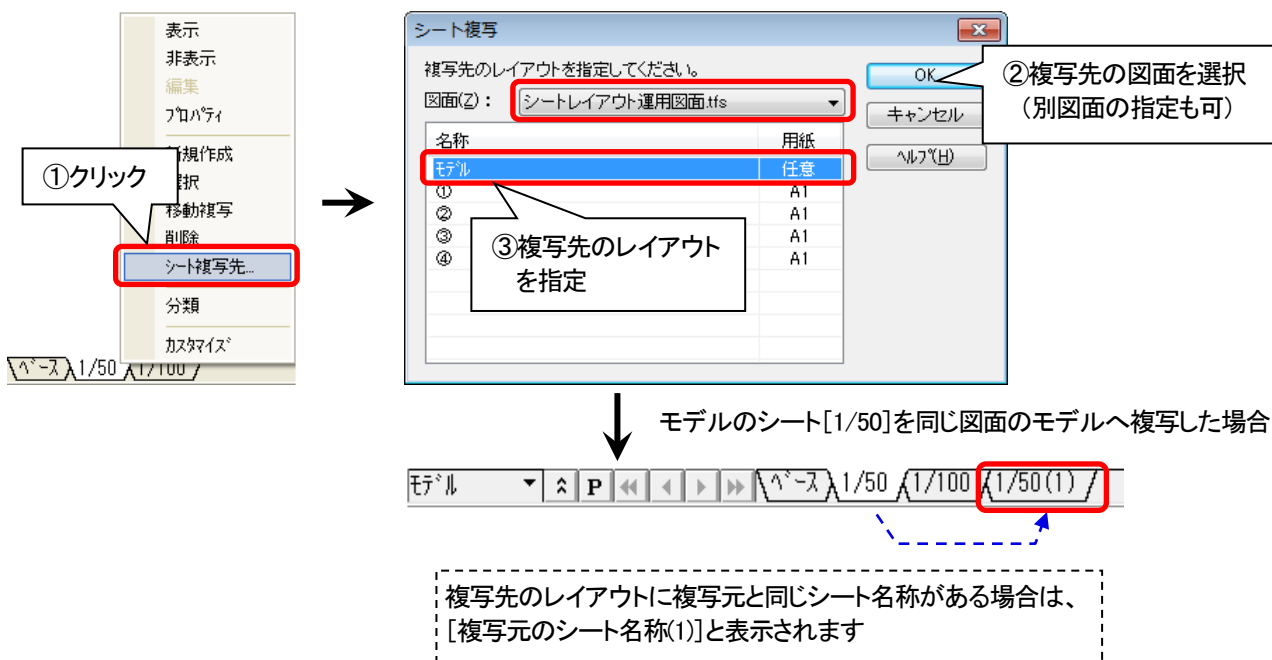 表示
非表示
編集
プロパティ
新規作成
選択
移動複写
削除
シート複写先...
分類
カスタマイズ
①クリック
ベース 1/50 1/100
シート複写
複写先のレイアウトを指定してください。
図面(Z)： シートレイアウト運用図面.tfs
名称 用紙
モデル 任意
① A1
② A1
③ A1
④ A1
OK
キャンセル
ヘルプ(H)
②複写先の図面を選択
（別図面の指定も可）
③複写先のレイアウト
を指定
モデルのシート[1/50]を同じ図面のモデルへ複写した場合
モデル P ベース 1/50 1/100 1/50(1)
複写先のレイアウトに複写元と同じシート名称がある場合は、
[複写元のシート名称(1)]と表示されます